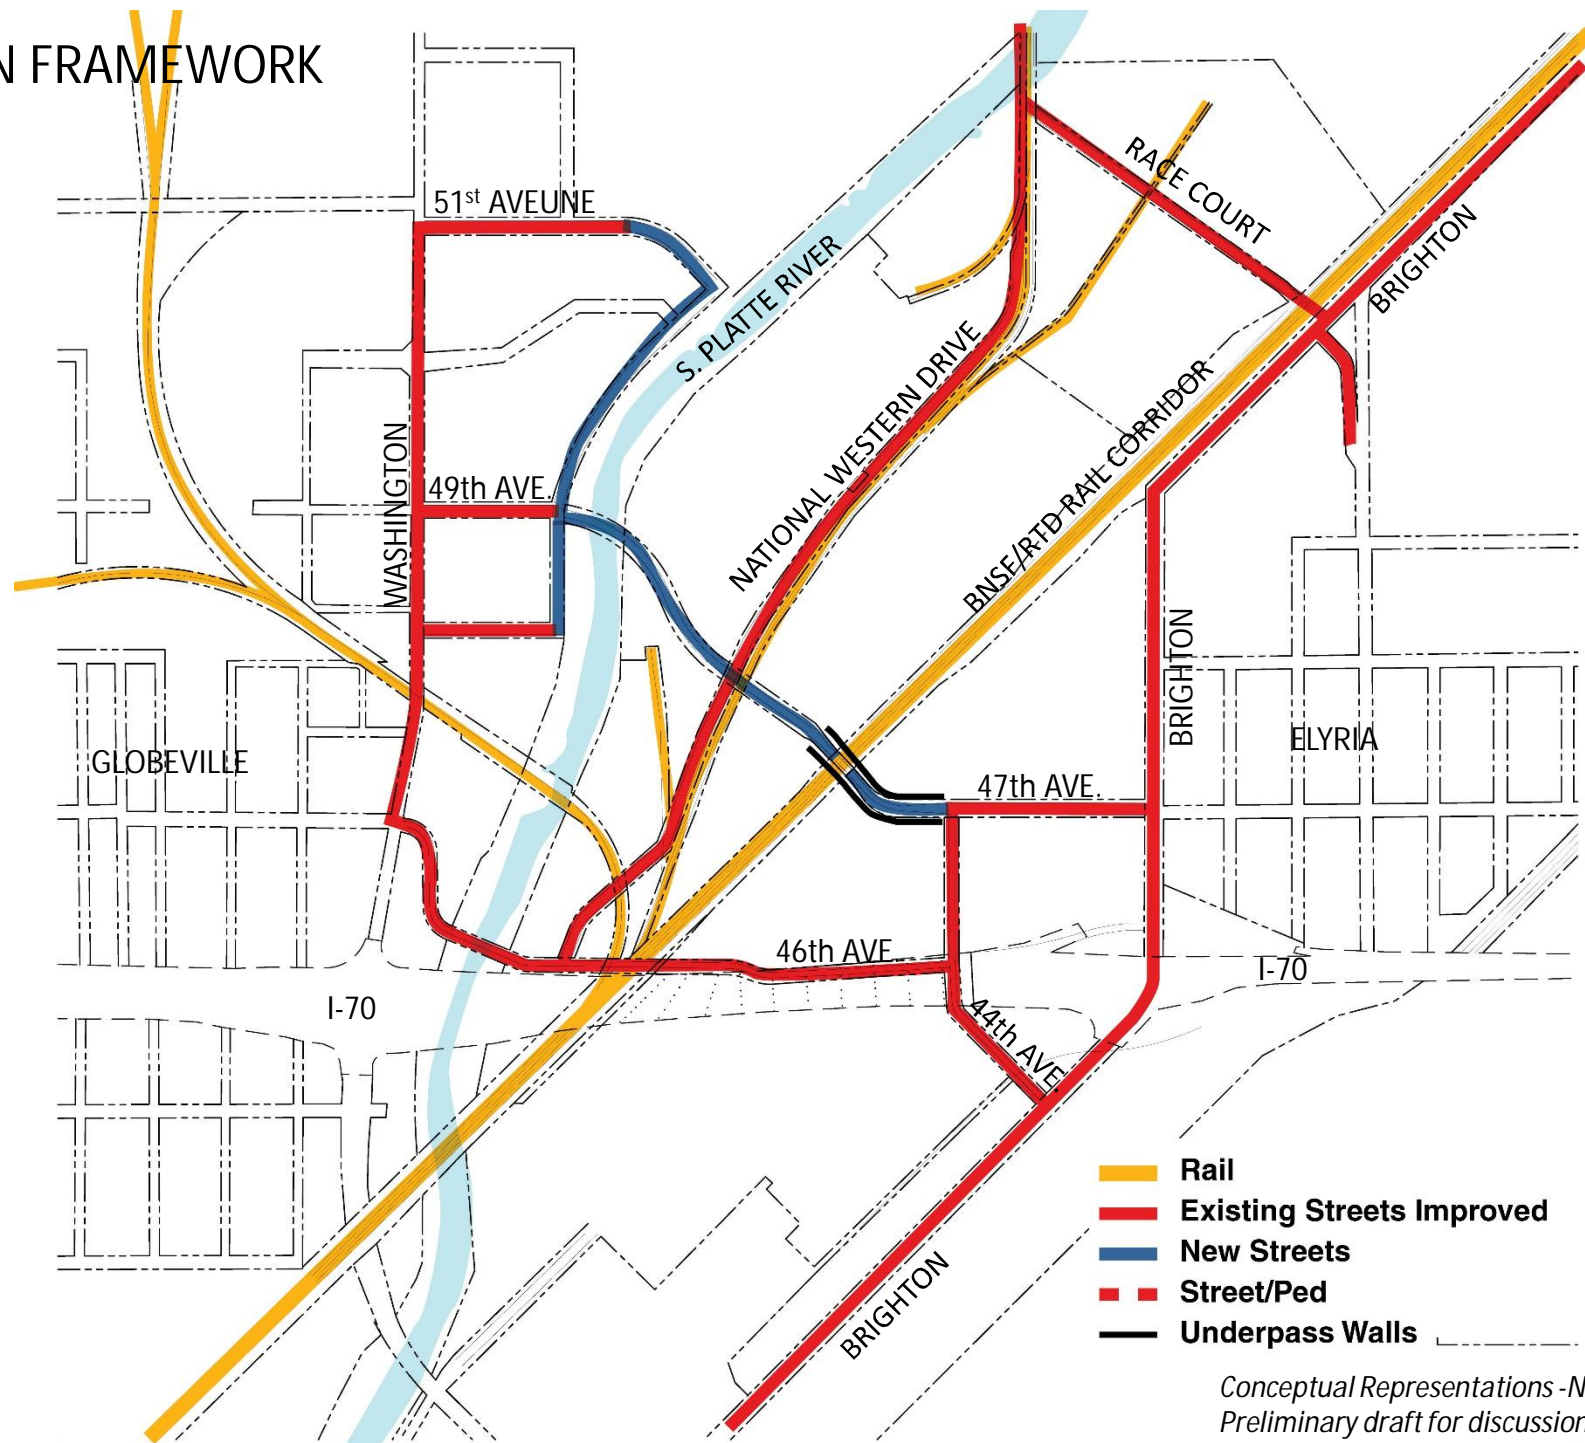 N FRAMEWORK
51st AVEUNE
RACE COURT
BRIGHTON
S. PLATTE RIVER
NATIONAL WESTERN DRIVE
BNSF/RTD RAIL CORRIDOR
WASHINGTON
49th AVE.
BRIGHTON
ELYRIA
GLOBEVILLE
47th AVE.
46th AVE.
I-70
I-70
44th AVE.
BRIGHTON
Rail
Existing Streets Improved
New Streets
Street/Ped
Underpass Walls
Conceptual Representations -N
Preliminary draft for discussion